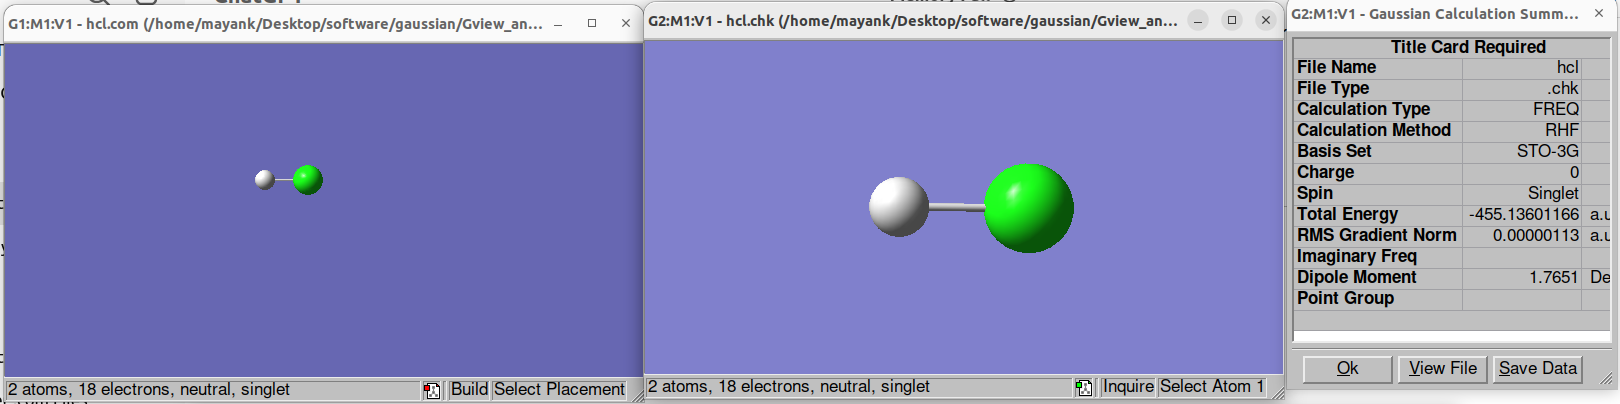 G1:M1:V1 - hcl.com (/home/mayank/Desktop/software/gaussian/Gview_an...
2 atoms, 18 electrons, neutral, singlet
Build
Select Placement
G2:M1:V1 - hcl.chk (/home/mayank/Desktop/software/gaussian/Gview_an...
2 atoms, 18 electrons, neutral, singlet
Inquire
Select Atom 1
G2:M1:V1 - Gaussian Calculation Summ...
Title Card Required
File Name hcl
File Type .chk
Calculation Type FREQ
Calculation Method RHF
Basis Set STO-3G
Charge 0
Spin Singlet
Total Energy -455.13601166 a.u
RMS Gradient Norm 0.00000113 a.u
Imaginary Freq
Dipole Moment 1.7651 De
Point Group
Ok View File Save Data